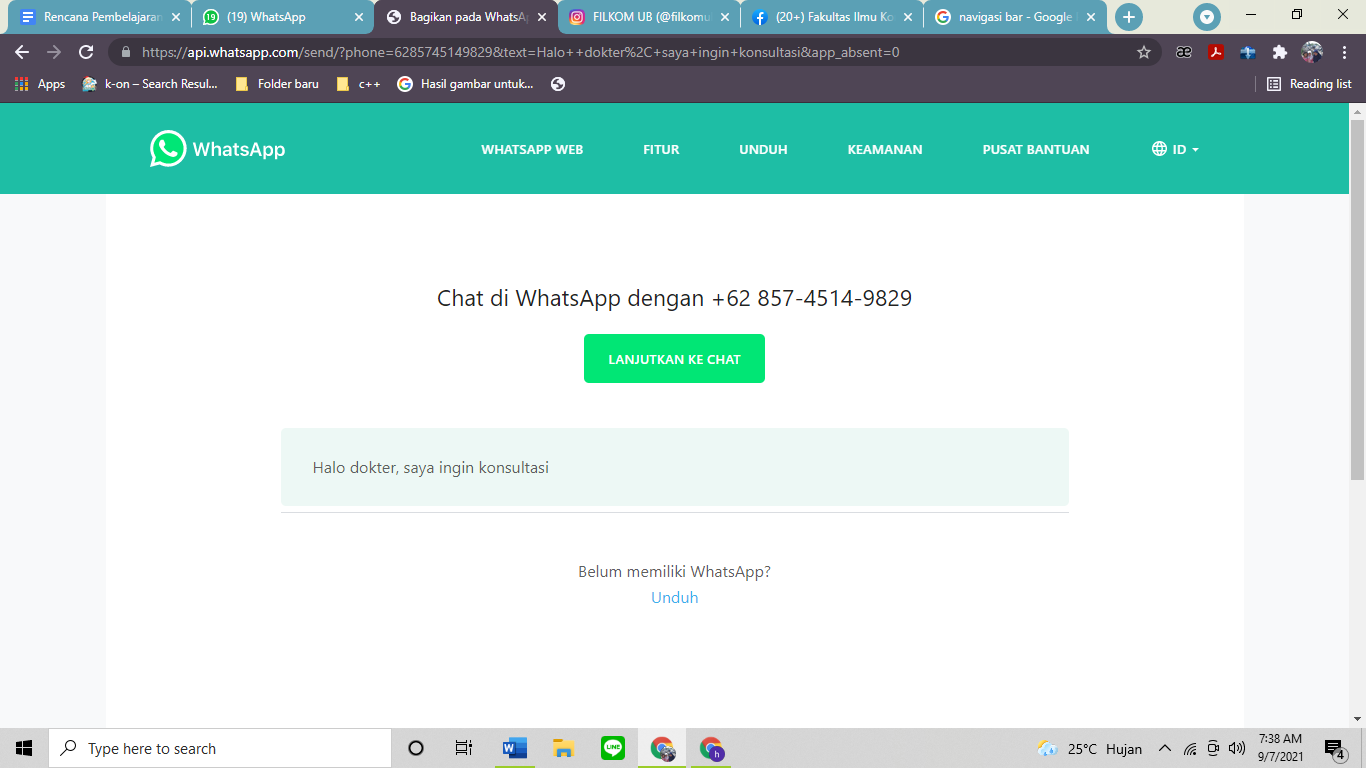 Rencana Pembelajaran
(19) WhatsApp
Bagikan pada WhatsA
FILKOM UB (@filkomu
(20+) Fakultas Ilmu Ko
navigasi bar - Google
https://api.whatsapp.com/send/?phone=6285745149829&text=Halo++dokter%2C+saya+ingin+konsultasi&app_absent=0
Apps
k-on – Search Resul...
Folder baru
c++
Hasil gambar untuk...
Reading list
WhatsApp
WHATSAPP WEB
FITUR
UNDUH
KEAMANAN
PUSAT BANTUAN
ID
Chat di WhatsApp dengan +62 857-4514-9829
LANJUTKAN KE CHAT
Halo dokter, saya ingin konsultasi
Belum memiliki WhatsApp?
Unduh
Type here to search
25°C Hujan
7:38 AM
9/7/2021
4